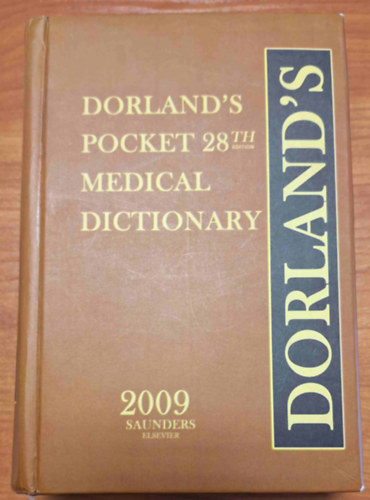 DORLAND'S
POCKET 28TH
EDITION
MEDICAL
DICTIONARY
2009
SAUNDERS
ELSEVIER
DORLAND'S